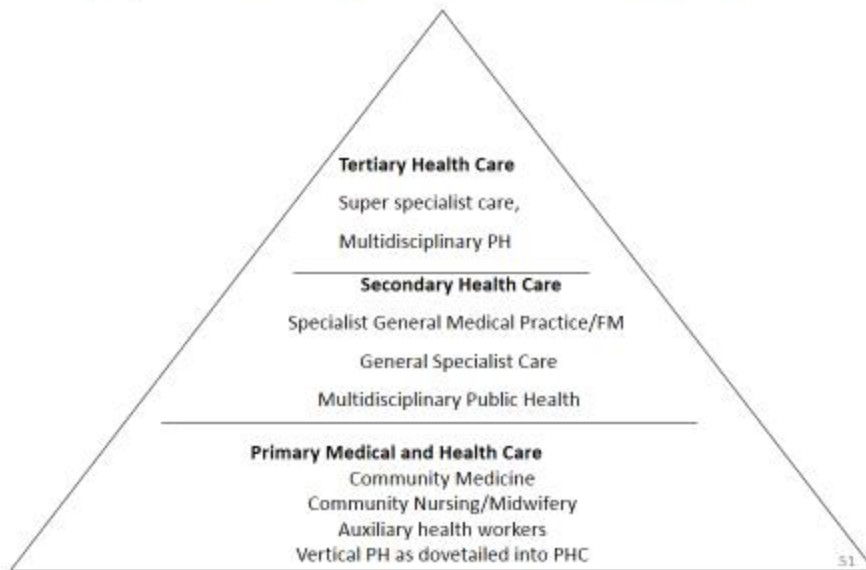 Tertiary Health Care
Super specialist care,
Multidisciplinary PH
Secondary Health Care
Specialist General Medical Practice/FM
General Specialist Care
Multidisciplinary Public Health
Primary Medical and Health Care
Community Medicine
Community Nursing/Midwifery
Auxiliary health workers
Vertical PH as dovetailed into PHC
51